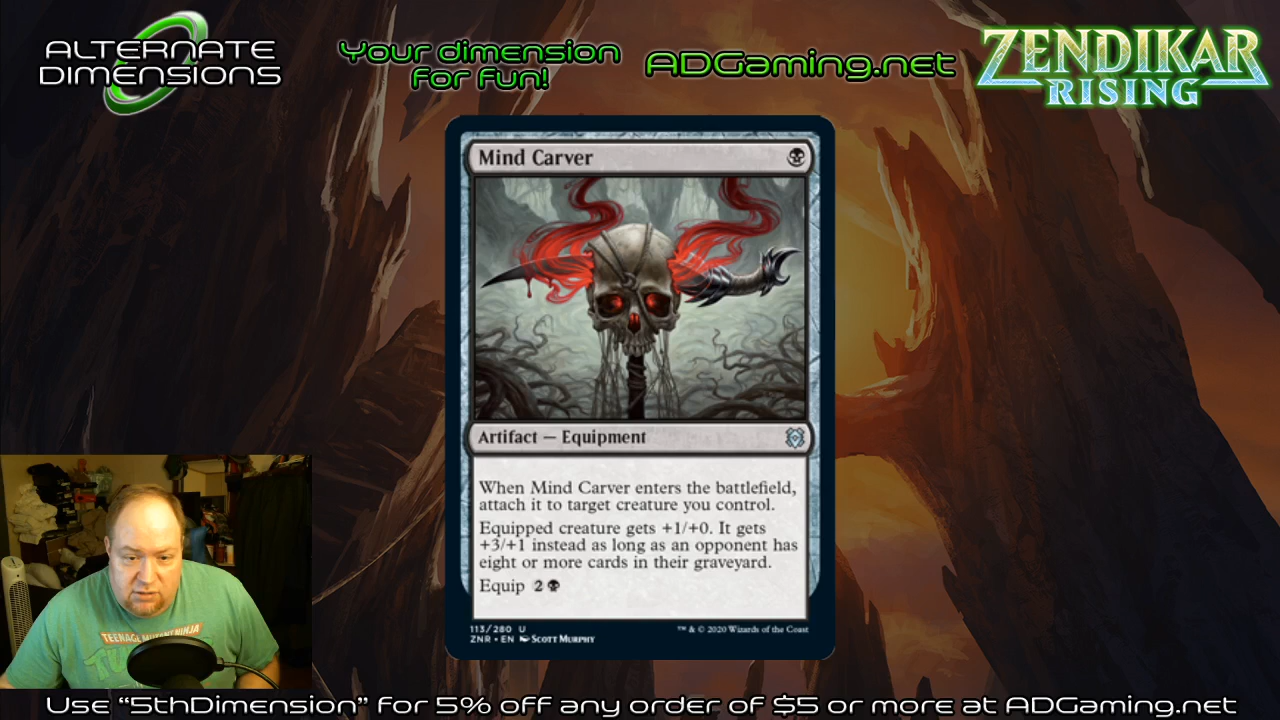 ALTERNATE
DIMENSIONS
Your dimension
for fun!
ADGaming.net
ZENDIKAR
RISING
Mind Carver
Artifact — Equipment
When Mind Carver enters the battlefield,
attach it to target creature you control.
Equipped creature gets +1/+0. It gets
+3/+1 instead as long as an opponent has
eight or more cards in their graveyard.
Equip 2
113/280 U
ZNR • EN Scott Murphy
™ & © 2020 Wizards of the Coast
TEENAGE MUTANT NINJA
Use “5thDimension” for 5% off any order of $5 or more at ADGaming.net